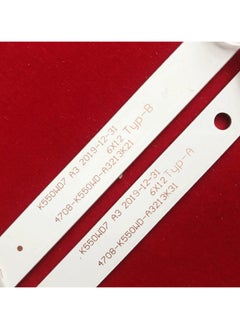 K550WD7 A3 2019-12-31
6X12 Typ-B
4708-K550WD-A3213K21
K550WD7 A3 2019-12-31
6X12 Typ-A
4708-K550WD-A3213K31